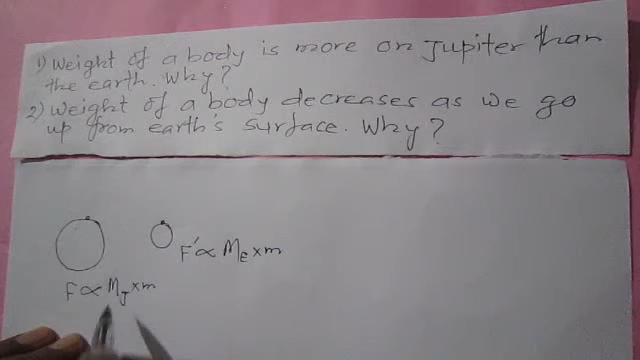 1) Weight of a body is more on Jupiter than
the earth. Why?
2) Weight of a body decreases as we go
up from earth's surface. Why?
F' ∝ Me × m
F ∝ MJ × m